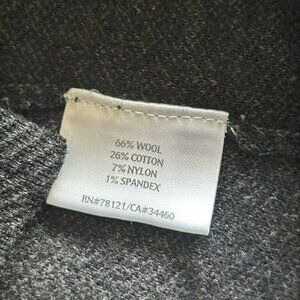 66% WOOL
26% COTTON
7% NYLON
1% SPANDEX
RN#78121/CA#34460